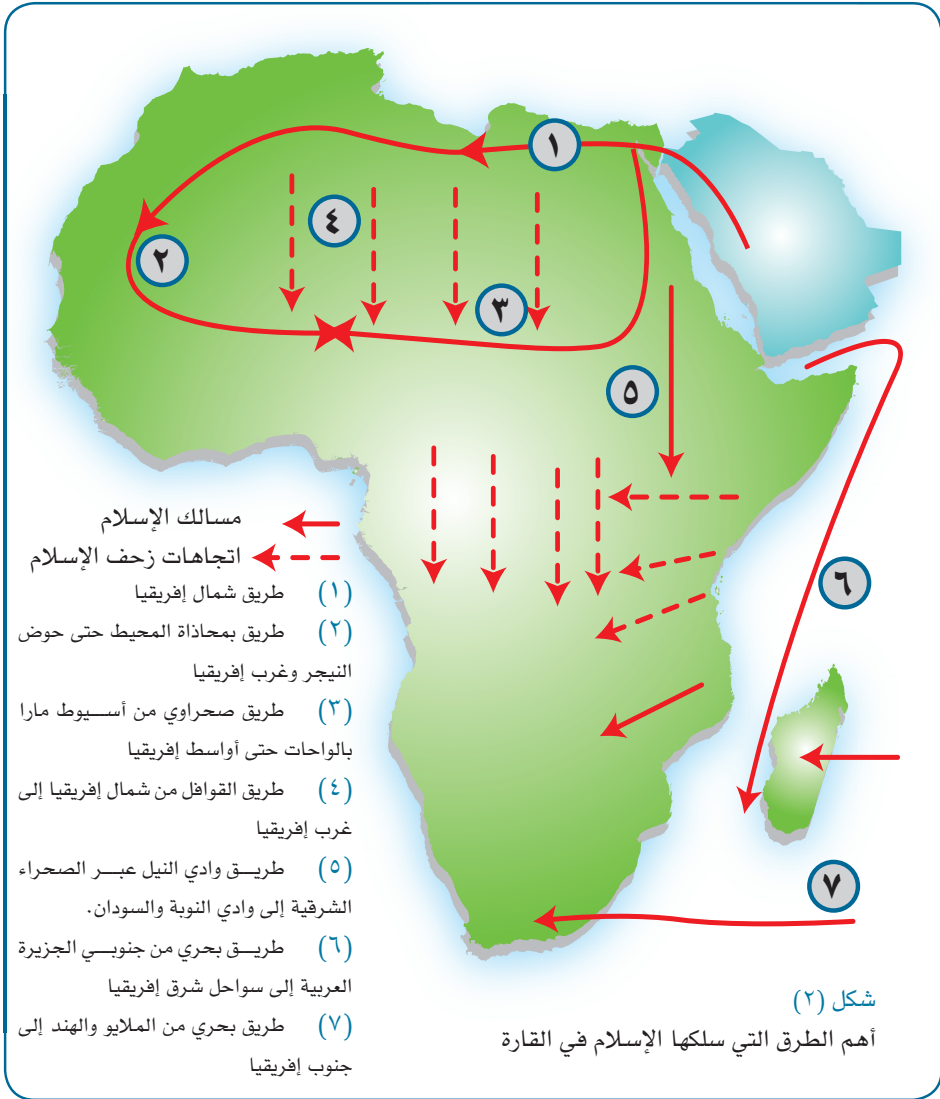 ١
٤
٢
٣
٥
مسالك الإسلام
اتجاهات زحف الإسلام
(١) طريق شمال إفريقيا
(٢) طريق بمحاذاة المحيط حتى حوض
النيجر وغرب إفريقيا
(٣) طريق صحراوي من أسيوط مارا
بالواحات حتى أواسط إفريقيا
(٤) طريق القوافل من شمال إفريقيا إلى
غرب إفريقيا
(٥) طريق وادي النيل عبر الصحراء
الشرقية إلى وادي النوبة والسودان.
(٦) طريق بحري من جنوبي الجزيرة
العربية إلى سواحل شرق إفريقيا
(٧) طريق بحري من الملايو والهند إلى
جنوب إفريقيا
٦
٧
شكل (٢)
أهم الطرق التي سلكها الإسلام في القارة